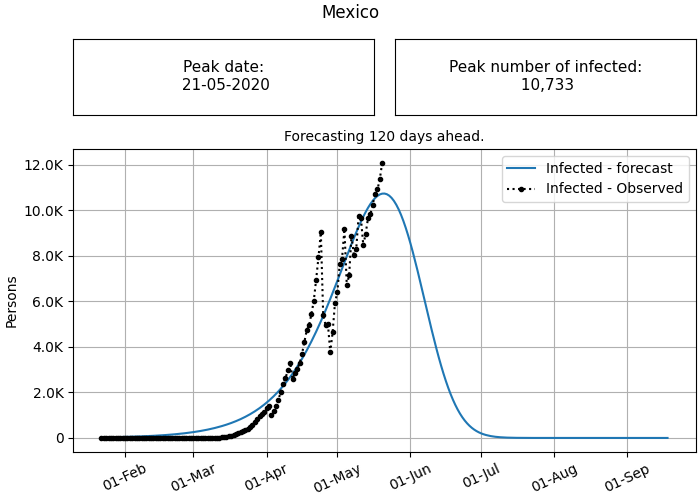 Mexico
Peak date:
21-05-2020
Peak number of infected:
10,733
Forecasting 120 days ahead.
Infected - forecast
Infected - Observed
Persons
12.0K
10.0K
8.0K
6.0K
4.0K
2.0K
0
01-Feb
01-Mar
01-Apr
01-May
01-Jun
01-Jul
01-Aug
01-Sep